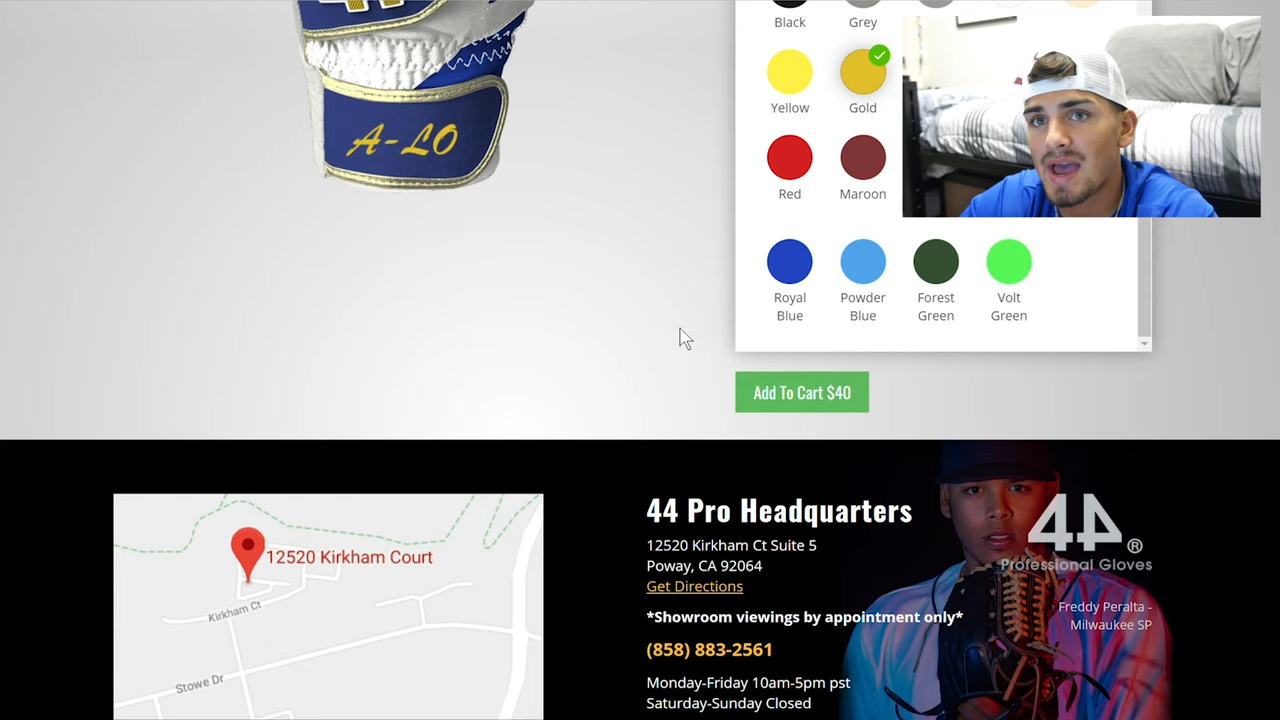 44
A-LO
Black
Grey
Yellow
Gold
Red
Maroon
Royal
Blue
Powder
Blue
Forest
Green
Volt
Green
Add To Cart $40
12520 Kirkham Court
Kirkham Ct
Stowe Dr
44 Pro Headquarters
12520 Kirkham Ct Suite 5
Poway, CA 92064
Get Directions
*Showroom viewings by appointment only*
(858) 883-2561
Monday-Friday 10am-5pm pst
Saturday-Sunday Closed
44®
Professional Gloves
Freddy Peralta -
Milwaukee SP